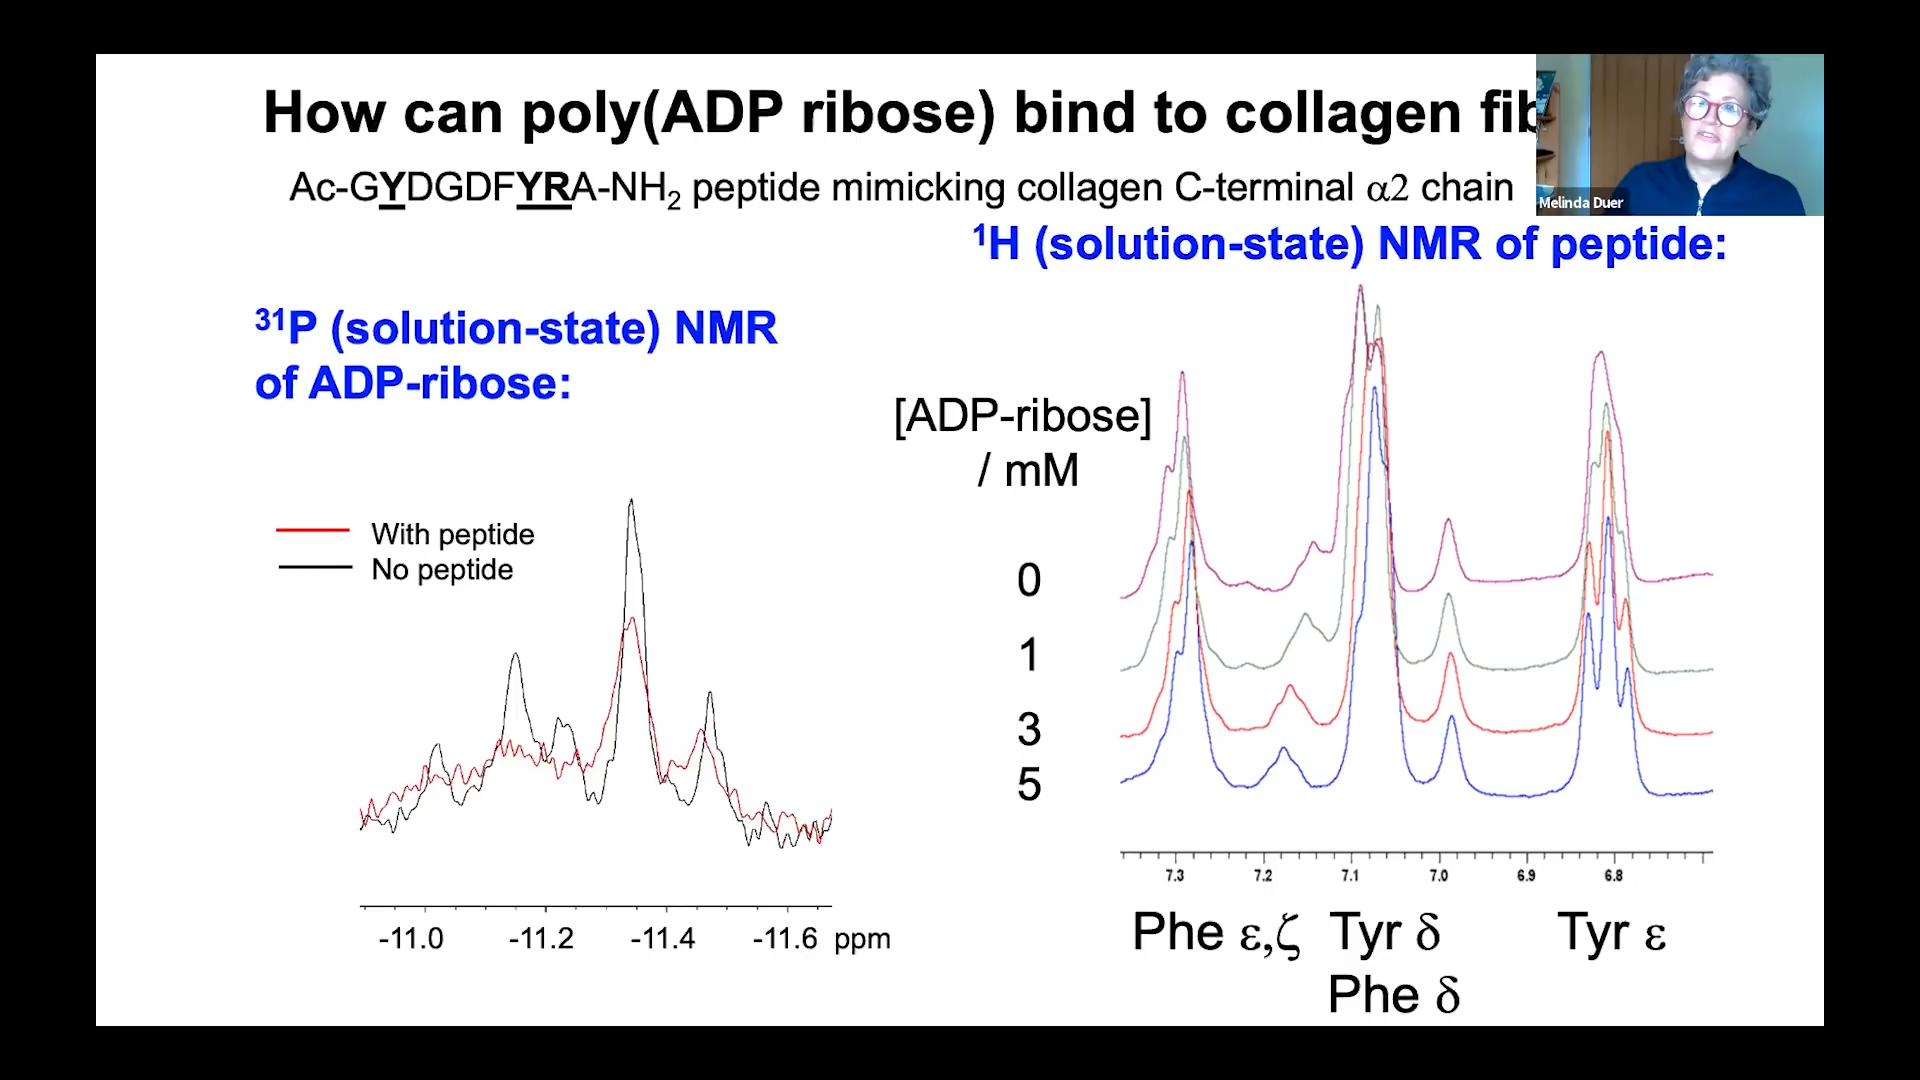 How can poly(ADP ribose) bind to collagen fib
Ac-GYDGDFYRA-NH₂ peptide mimicking collagen C-terminal α2 chain
Melinda Duer
¹H (solution-state) NMR of peptide:
³¹P (solution-state) NMR
of ADP-ribose:
[ADP-ribose]
/ mM
With peptide
No peptide
0
1
3
5
7.3 7.2 7.1 7.0 6.9 6.8
-11.0 -11.2 -11.4 -11.6 ppm
Phe ε,ζ Tyr δ Tyr ε
Phe δ